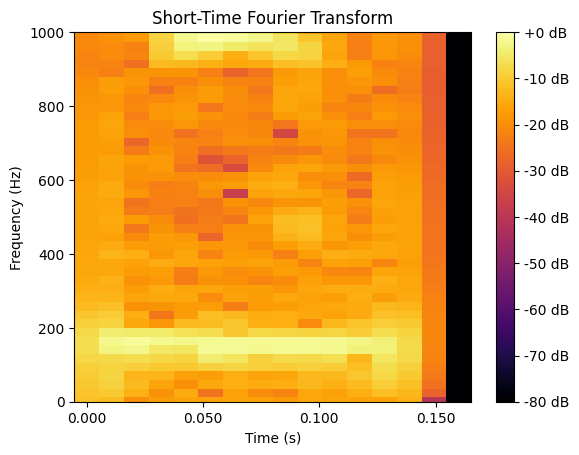 Short-Time Fourier Transform
1000
800
600
400
200
0
Frequency (Hz)
0.000
0.050
0.100
0.150
Time (s)
+0 dB
-10 dB
-20 dB
-30 dB
-40 dB
-50 dB
-60 dB
-70 dB
-80 dB